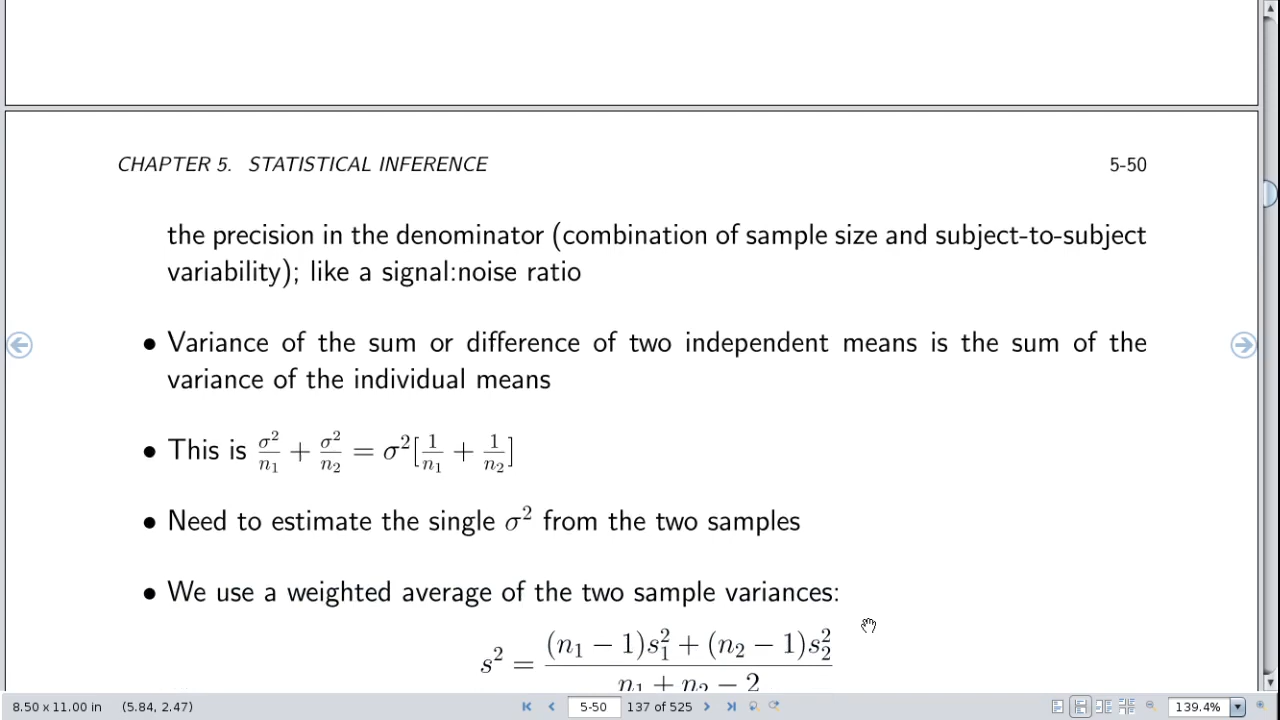 CHAPTER 5. STATISTICAL INFERENCE 5-50
the precision in the denominator (combination of sample size and subject-to-subject
variability); like a signal:noise ratio
• Variance of the sum or difference of two independent means is the sum of the
variance of the individual means
• This is σ²/n₁ + σ²/n₂ = σ²[1/n₁ + 1/n₂]
• Need to estimate the single σ² from the two samples
• We use a weighted average of the two sample variances:
s² = ((n₁ − 1)s₁² + (n₂ − 1)s₂²)/(n₁ + n₂ − 2)
8.50 x 11.00 in (5.84, 2.47) 5-50 137 of 525 139.4%